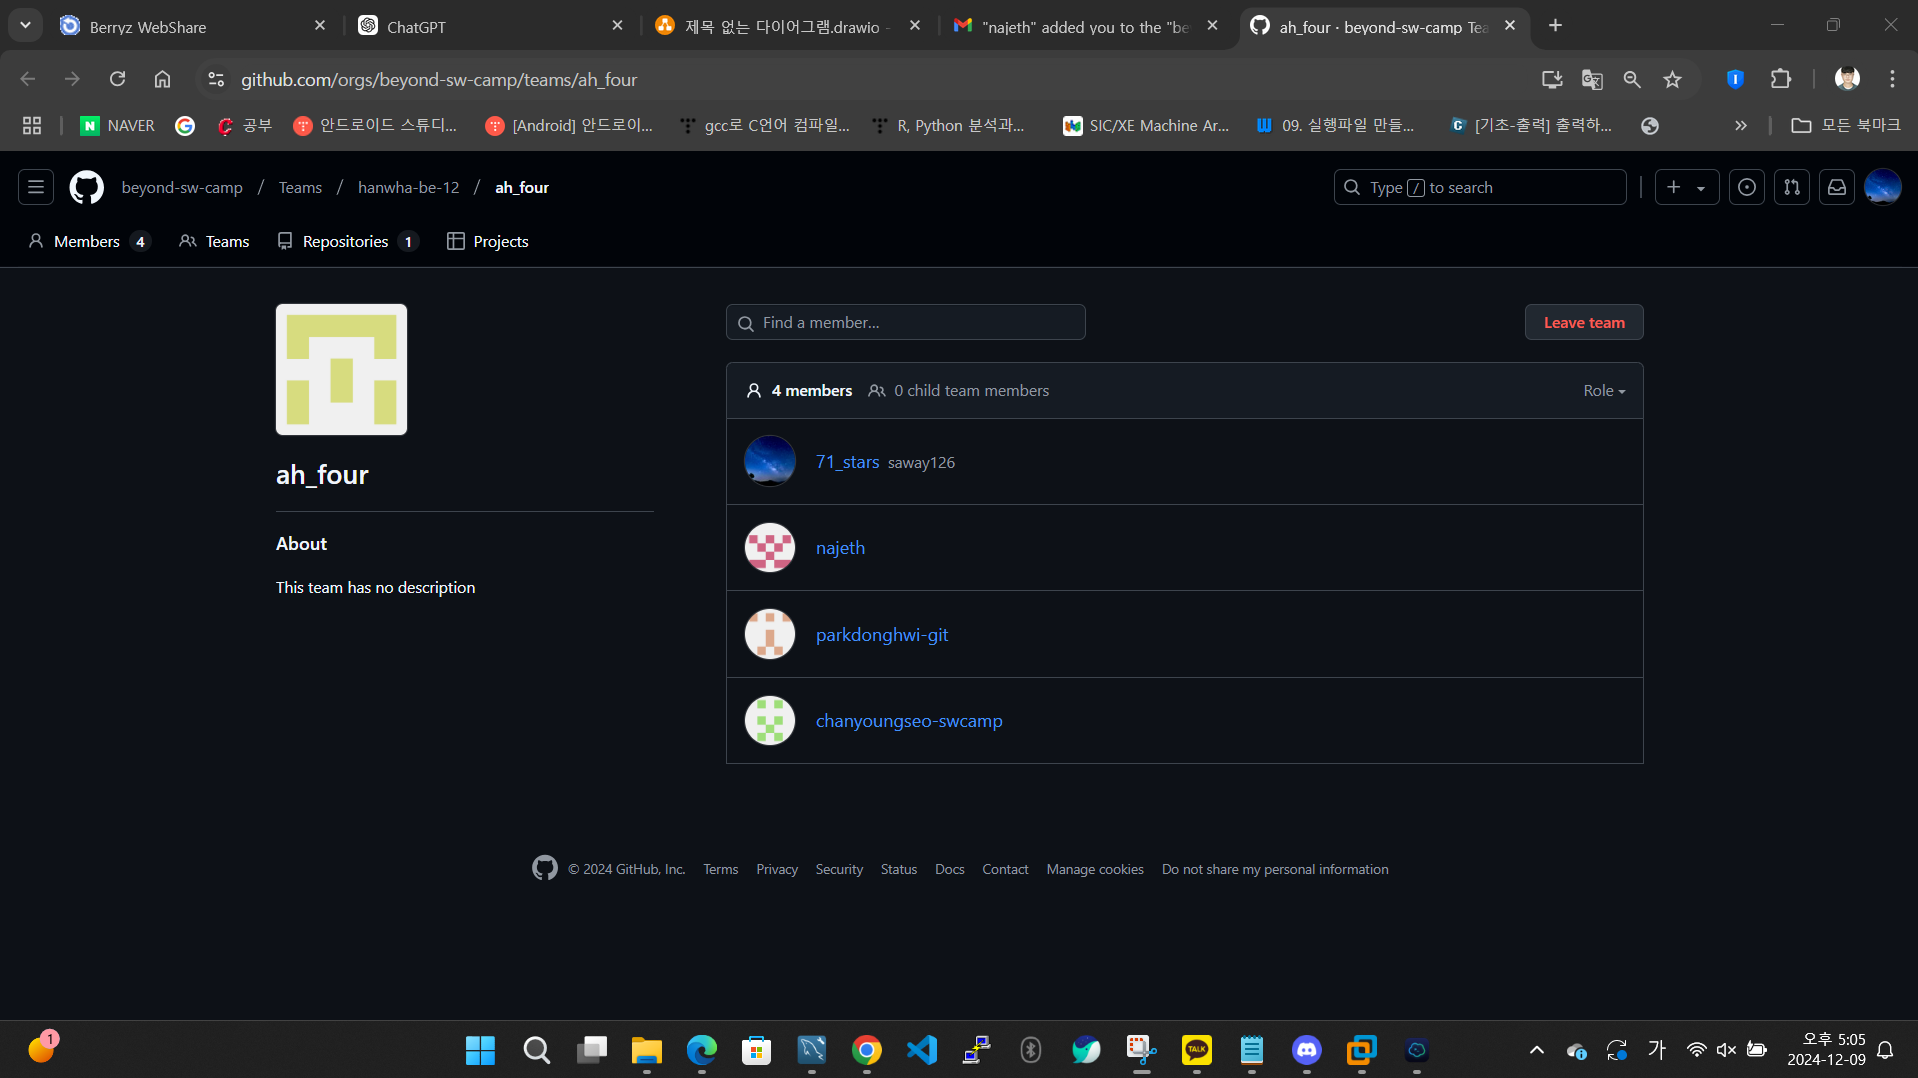 Berryz WebShare
ChatGPT
제목 없는 다이어그램.drawio -
"najeth" added you to the "be
ah_four · beyond-sw-camp Tea
github.com/orgs/beyond-sw-camp/teams/ah_four
NAVER
공부
안드로이드 스튜디...
[Android] 안드로이...
gcc로 C언어 컴파일...
R, Python 분석과...
SIC/XE Machine Ar...
09. 실행파일 만들...
[기초-출력] 출력하...
모든 북마크
beyond-sw-camp / Teams / hanwha-be-12 / ah_four
Type / to search
Members 4
Teams
Repositories 1
Projects
Find a member...
Leave team
4 members
0 child team members
Role
71_stars saway126
najeth
parkdonghwi-git
chanyoungseo-swcamp
ah_four
About
This team has no description
© 2024 GitHub, Inc.
Terms
Privacy
Security
Status
Docs
Contact
Manage cookies
Do not share my personal information
1
TALK
가
오후 5:05
2024-12-09